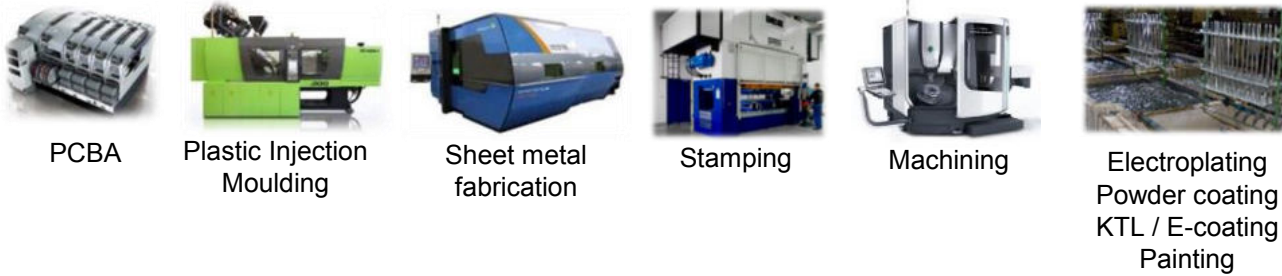 PCBA
Plastic Injection
Moulding
Sheet metal
fabrication
Stamping
Machining
Electroplating
Powder coating
KTL / E-coating
Painting